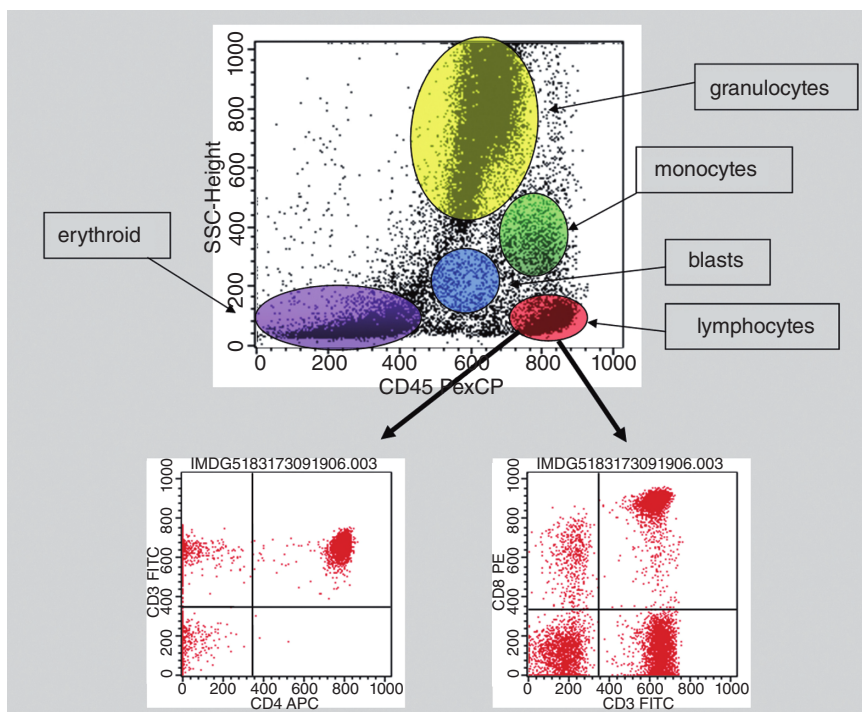 1000
800
600
400
200
0
SSC-Height
0 200 400 600 800 1000
CD45 PexCP
granulocytes
monocytes
erythroid
blasts
lymphocytes
IMDG5183173091906.003
1000
800
600
400
200
0
CD3 FITC
0 200 400 600 800 1000
CD4 APC
IMDG5183173091906.003
1000
800
600
400
200
0
CD8 PE
0 200 400 600 800 1000
CD3 FITC